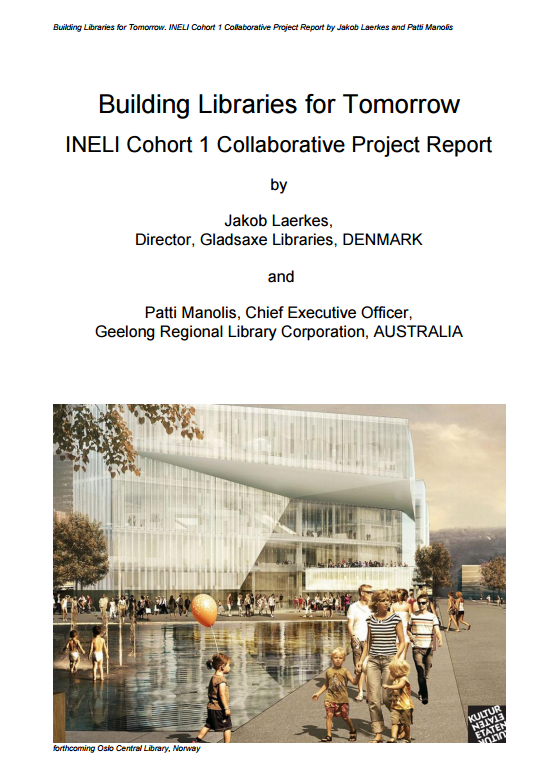 Building Libraries for Tomorrow. INELI Cohort 1 Collaborative Project Report by Jakob Laerkes and Patti Manolis
Building Libraries for Tomorrow
INELI Cohort 1 Collaborative Project Report
by
Jakob Laerkes,
Director, Gladsaxe Libraries, DENMARK
and
Patti Manolis, Chief Executive Officer,
Geelong Regional Library Corporation, AUSTRALIA
KULTUR
ETATEN
forthcoming Oslo Central Library, Norway